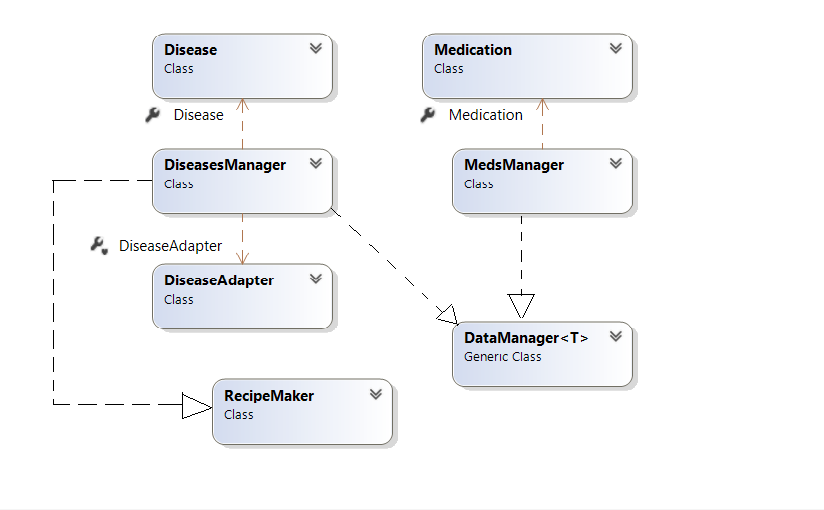 Disease
Class
Medication
Class
Disease
Medication
DiseasesManager
Class
MedsManager
Class
DiseaseAdapter
DiseaseAdapter
Class
DataManager<T>
Generic Class
RecipeMaker
Class